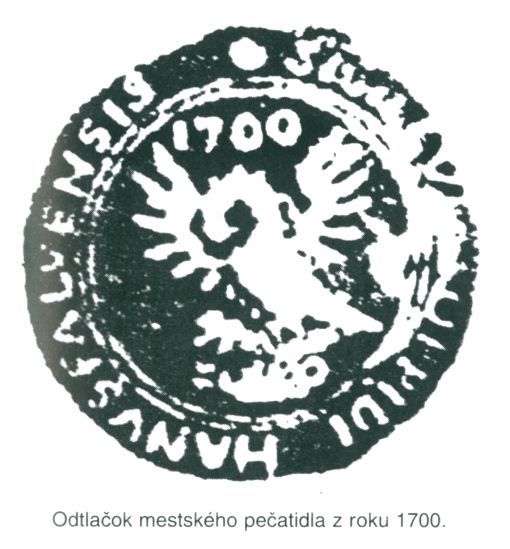 HANVSFALVENSIS
1700
Odtlačok mestského pečatidla z roku 1700.